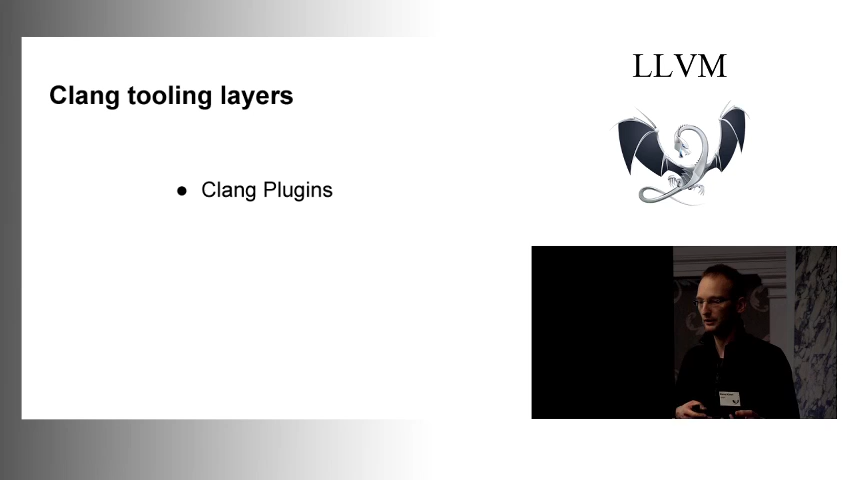 Clang tooling layers
● Clang Plugins
LLVM